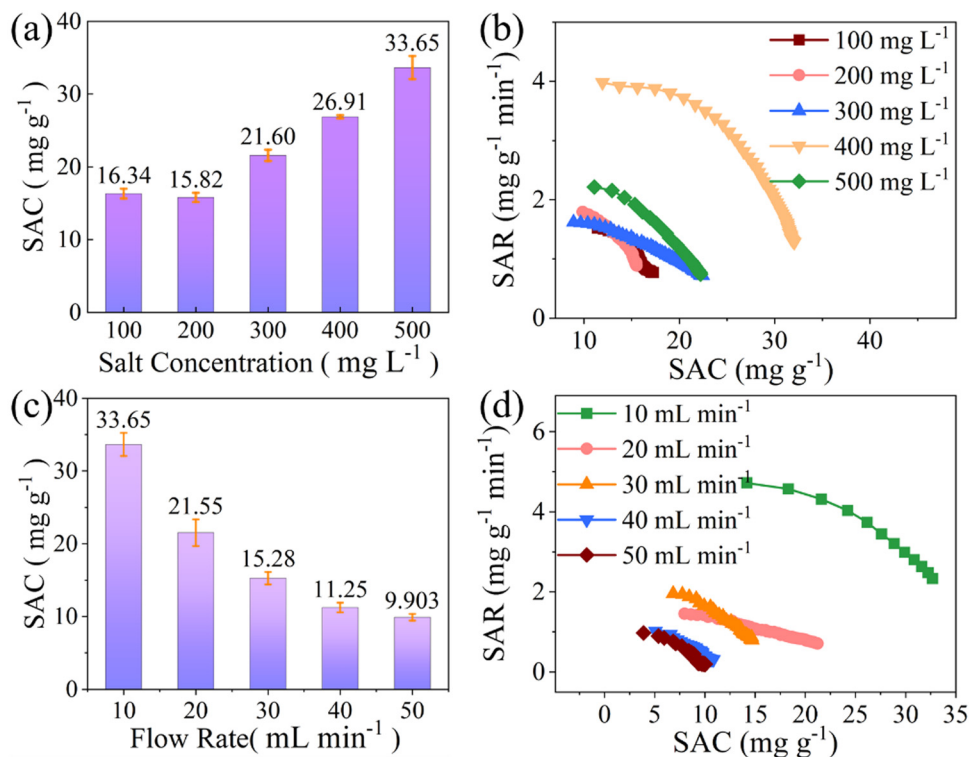 (a)
SAC ( mg g⁻¹)
40
30
20
10
0
16.34
15.82
21.60
26.91
33.65
100 200 300 400 500
Salt Concentration ( mg L⁻¹)
(b)
SAR (mg g⁻¹ min⁻¹)
4
2
0
100 mg L⁻¹
200 mg L⁻¹
300 mg L⁻¹
400 mg L⁻¹
500 mg L⁻¹
10 20 30 40
SAC (mg g⁻¹)
(c)
SAC ( mg g⁻¹)
40
30
20
10
0
33.65
21.55
15.28
11.25
9.903
10 20 30 40 50
Flow Rate( mL min⁻¹)
(d)
SAR (mg g⁻¹ min⁻¹)
6
4
2
0
10 mL min⁻¹
20 mL min⁻¹
30 mL min⁻¹
40 mL min⁻¹
50 mL min⁻¹
0 5 10 15 20 25 30 35
SAC (mg g⁻¹)